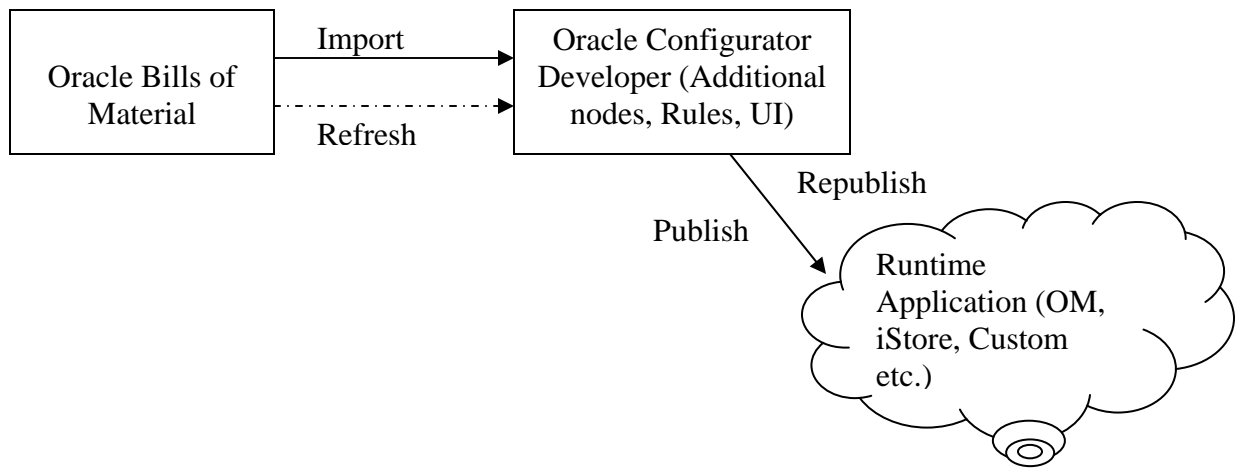 Import
Oracle Bills of
Material
Refresh
Oracle Configurator
Developer (Additional
nodes, Rules, UI)
Republish
Publish
Runtime
Application (OM,
iStore, Custom
etc.)